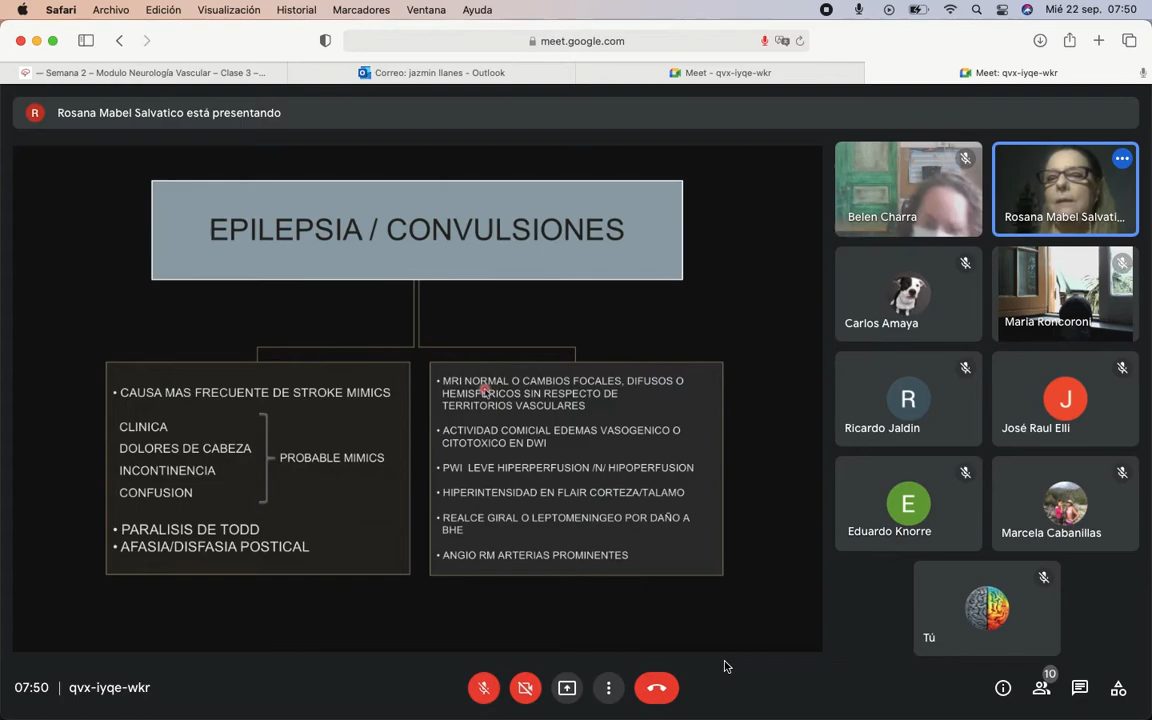 Safari Archivo Edición Visualización Historial Marcadores Ventana Ayuda Mié 22 sep. 07:50
meet.google.com
— Semana 2 – Modulo Neurología Vascular – Clase 3 –... Correo: jazmin llanes - Outlook Meet - qvx-iyqe-wkr Meet: qvx-iyqe-wkr
R Rosana Mabel Salvatico está presentando
EPILEPSIA / CONVULSIONES
• CAUSA MAS FRECUENTE DE STROKE MIMICS
CLINICA
DOLORES DE CABEZA
INCONTINENCIA
CONFUSION
PROBABLE MIMICS
• PARALISIS DE TODD
• AFASIA/DISFASIA POSTICAL
• MRI NORMAL O CAMBIOS FOCALES, DIFUSOS O
HEMISFERICOS SIN RESPECTO DE
TERRITORIOS VASCULARES
• ACTIVIDAD COMICIAL EDEMAS VASOGENICO O
CITOTOXICO EN DWI
• PWI LEVE HIPERPERFUSION /N/ HIPOPERFUSION
• HIPERINTENSIDAD EN FLAIR CORTEZA/TALAMO
• REALCE GIRAL O LEPTOMENINGEO POR DAÑO A
BHE
• ANGIO RM ARTERIAS PROMINENTES
Belen Charra
Rosana Mabel Salvati...
Carlos Amaya
Maria Roncoroni
R
Ricardo Jaldin
J
José Raul Elli
E
Eduardo Knorre
Marcela Cabanillas
Tú
07:50 | qvx-iyqe-wkr
10